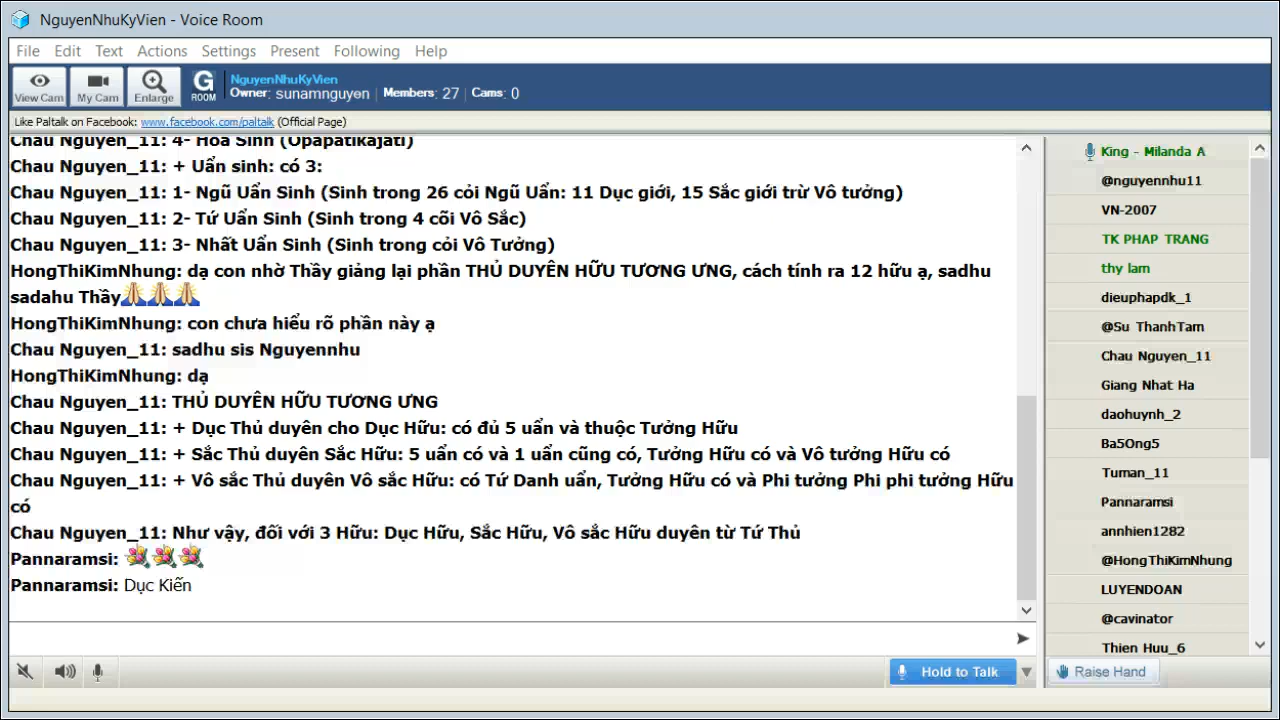 NguyenNhuKyVien - Voice Room
File Edit Text Actions Settings Present Following Help
View Cam My Cam Enlarge G ROOM
NguyenNhuKyVien
Owner: sunamnguyen | Members: 27 | Cams: 0
Like Paltalk on Facebook: www.facebook.com/paltalk (Official Page)
Chau Nguyen_11: 4- Hóa Sinh (Opapatikajati)
Chau Nguyen_11: + Uẩn sinh: có 3:
Chau Nguyen_11: 1- Ngũ Uẩn Sinh (Sinh trong 26 cỏi Ngũ Uẩn: 11 Dục giới, 15 Sắc giới trừ Vô tưởng)
Chau Nguyen_11: 2- Tứ Uẩn Sinh (Sinh trong 4 cõi Vô Sắc)
Chau Nguyen_11: 3- Nhất Uẩn Sinh (Sinh trong cỏi Vô Tưởng)
HongThiKimNhung: dạ con nhờ Thầy giảng lại phần THỦ DUYÊN HỮU TƯƠNG ƯNG, cách tính ra 12 hữu ạ, sadhu
sadahu Thầy
HongThiKimNhung: con chưa hiểu rõ phần này ạ
Chau Nguyen_11: sadhu sis Nguyennhu
HongThiKimNhung: dạ
Chau Nguyen_11: THỦ DUYÊN HỮU TƯƠNG ƯNG
Chau Nguyen_11: + Dục Thủ duyên cho Dục Hữu: có đủ 5 uẩn và thuộc Tưởng Hữu
Chau Nguyen_11: + Sắc Thủ duyên Sắc Hữu: 5 uẩn có và 1 uẩn cũng có, Tưởng Hữu có và Vô tưởng Hữu có
Chau Nguyen_11: + Vô sắc Thủ duyên Vô sắc Hữu: có Tứ Danh uẩn, Tưởng Hữu có và Phi tưởng Phi phi tưởng Hữu
có
Chau Nguyen_11: Như vậy, đối với 3 Hữu: Dục Hữu, Sắc Hữu, Vô sắc Hữu duyên từ Tứ Thủ
Pannaramsi:
Pannaramsi: Dục Kiến
King - Milanda A
@nguyennhu11
VN-2007
TK PHAP TRANG
thy lam
dieuphapdk_1
@Su ThanhTam
Chau Nguyen_11
Giang Nhat Ha
daohuynh_2
Ba5Ong5
Tuman_11
Pannaramsi
annhien1282
@HongThiKimNhung
LUYENDOAN
@cavinator
Thien Huu_6
Hold to Talk
Raise Hand